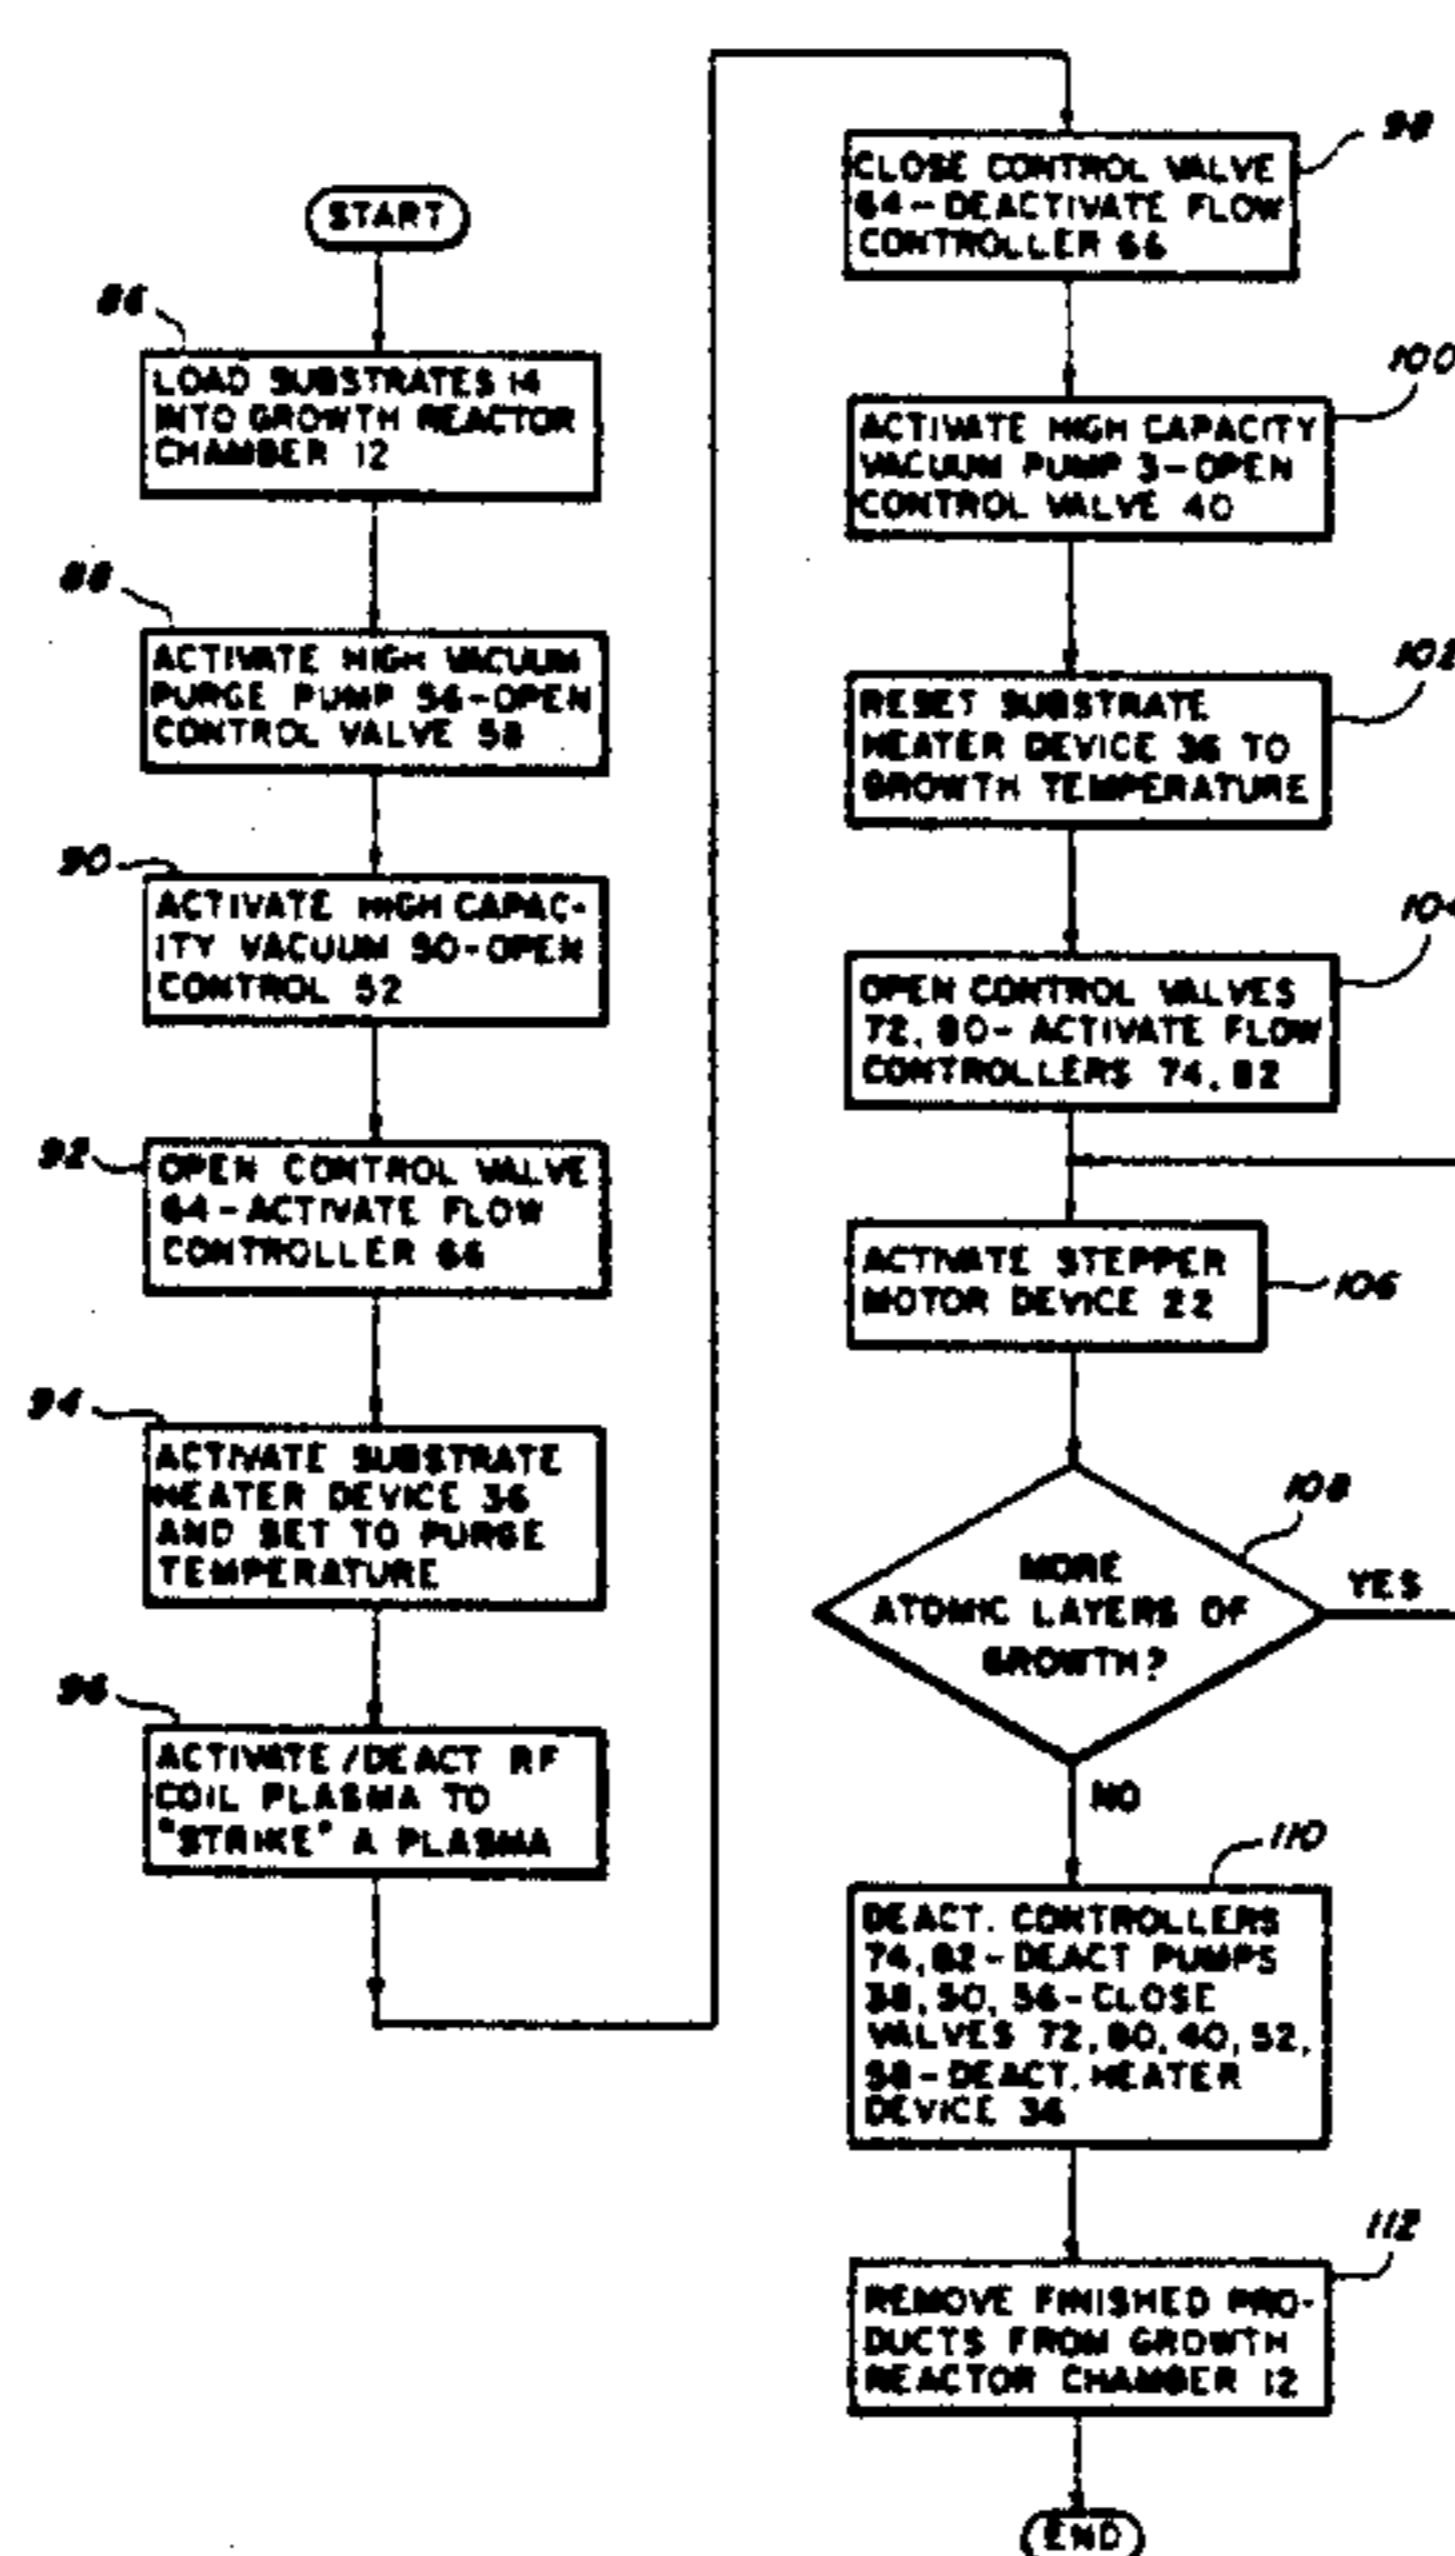 START
86
LOAD SUBSTRATES 14
INTO GROWTH REACTOR
CHAMBER 12
88
ACTIVATE HIGH VACUUM
PURGE PUMP 56-OPEN
CONTROL VALVE 58
90
ACTIVATE HIGH CAPAC-
ITY VACUUM 50-OPEN
CONTROL 52
92
OPEN CONTROL VALVE
64-ACTIVATE FLOW
CONTROLLER 66
94
ACTIVATE SUBSTRATE
HEATER DEVICE 36
AND SET TO PURGE
TEMPERATURE
96
ACTIVATE/DEACT RF
COIL PLASMA TO
"STRIKE" A PLASMA
98
CLOSE CONTROL VALVE
64-DEACTIVATE FLOW
CONTROLLER 66
100
ACTIVATE HIGH CAPACITY
VACUUM PUMP 3-OPEN
CONTROL VALVE 40
102
RESET SUBSTRATE
HEATER DEVICE 36 TO
GROWTH TEMPERATURE
104
OPEN CONTROL VALVES
72, 80- ACTIVATE FLOW
CONTROLLERS 74, 82
ACTIVATE STEPPER
MOTOR DEVICE 22
106
108
MORE
ATOMIC LAYERS OF
GROWTH?
YES
NO
110
DEACT. CONTROLLERS
74, 82-DEACT PUMPS
38, 50, 56-CLOSE
VALVES 72, 80, 40, 52,
58-DEACT. HEATER
DEVICE 36
112
REMOVE FINISHED PRO-
DUCTS FROM GROWTH
REACTOR CHAMBER 12
END